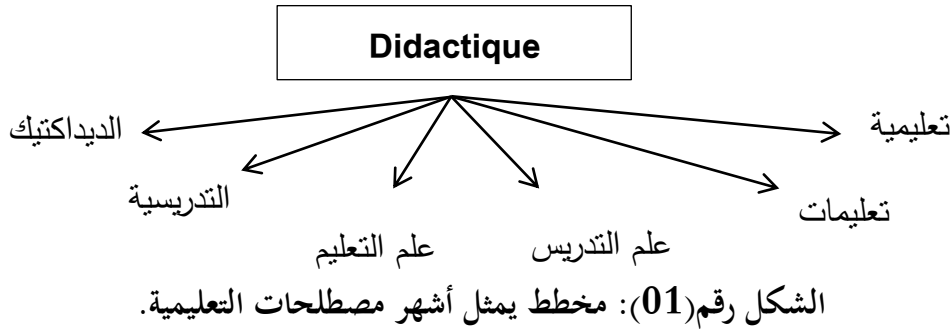 Didactique
تعليمية
الديداكتيك
تعليمات
التدريسية
علم التدريس
علم التعليم
الشكل رقم(01): مخطط يمثل أشهر مصطلحات التعليمية.